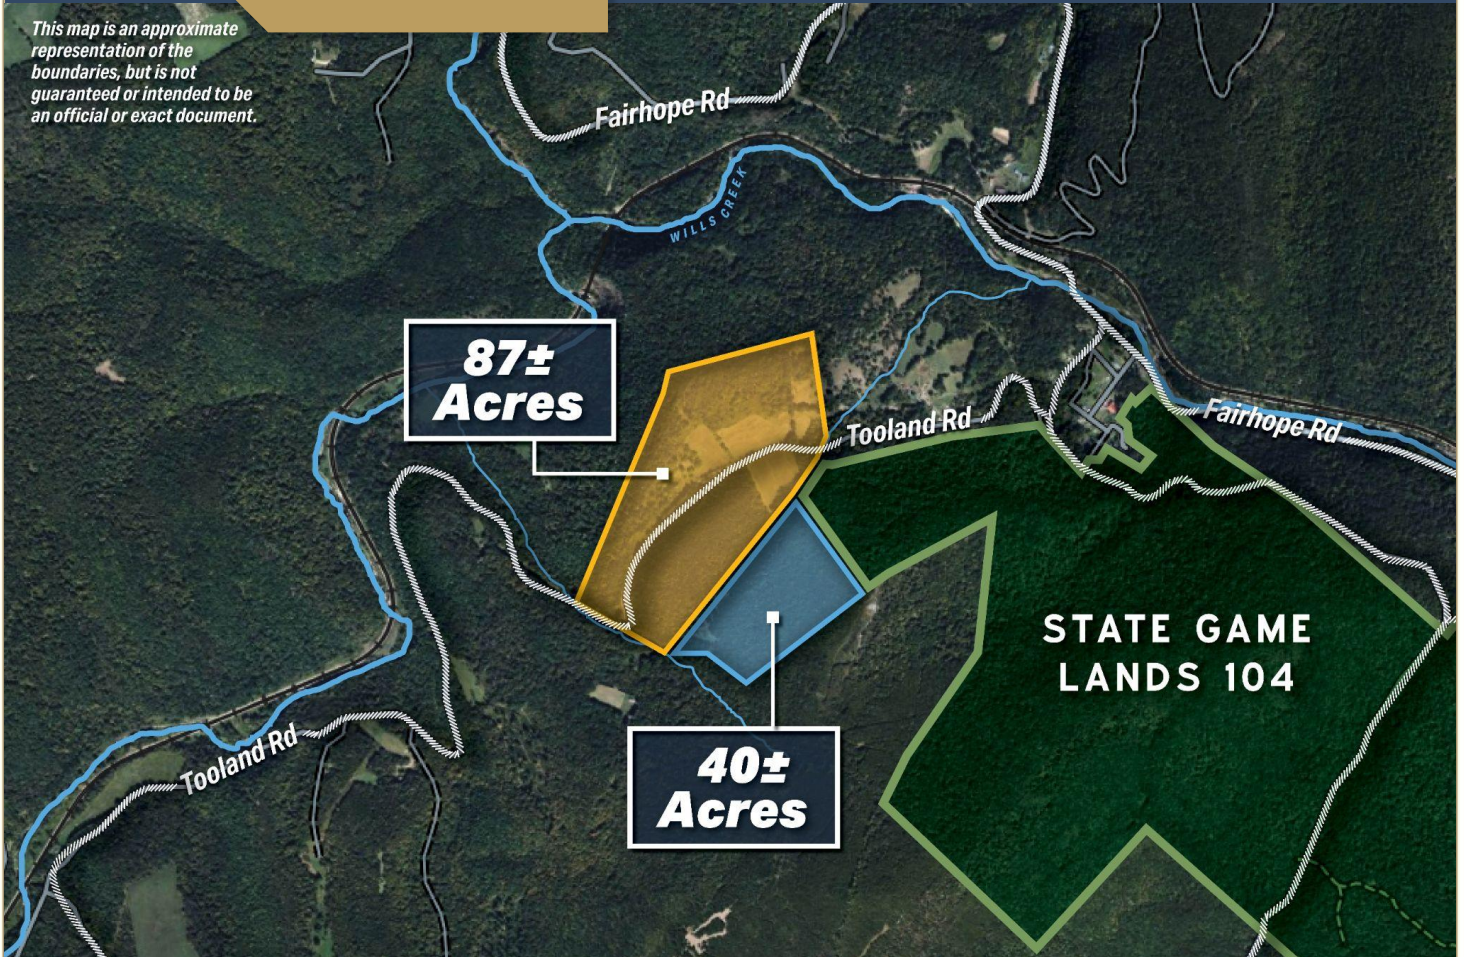 This map is an approximate
representation of the
boundaries, but is not
guaranteed or intended to be
an official or exact document.
Fairhope Rd
WILLS CREEK
87±
Acres
Tooland Rd
Fairhope Rd
STATE GAME
LANDS 104
Tooland Rd
40±
Acres